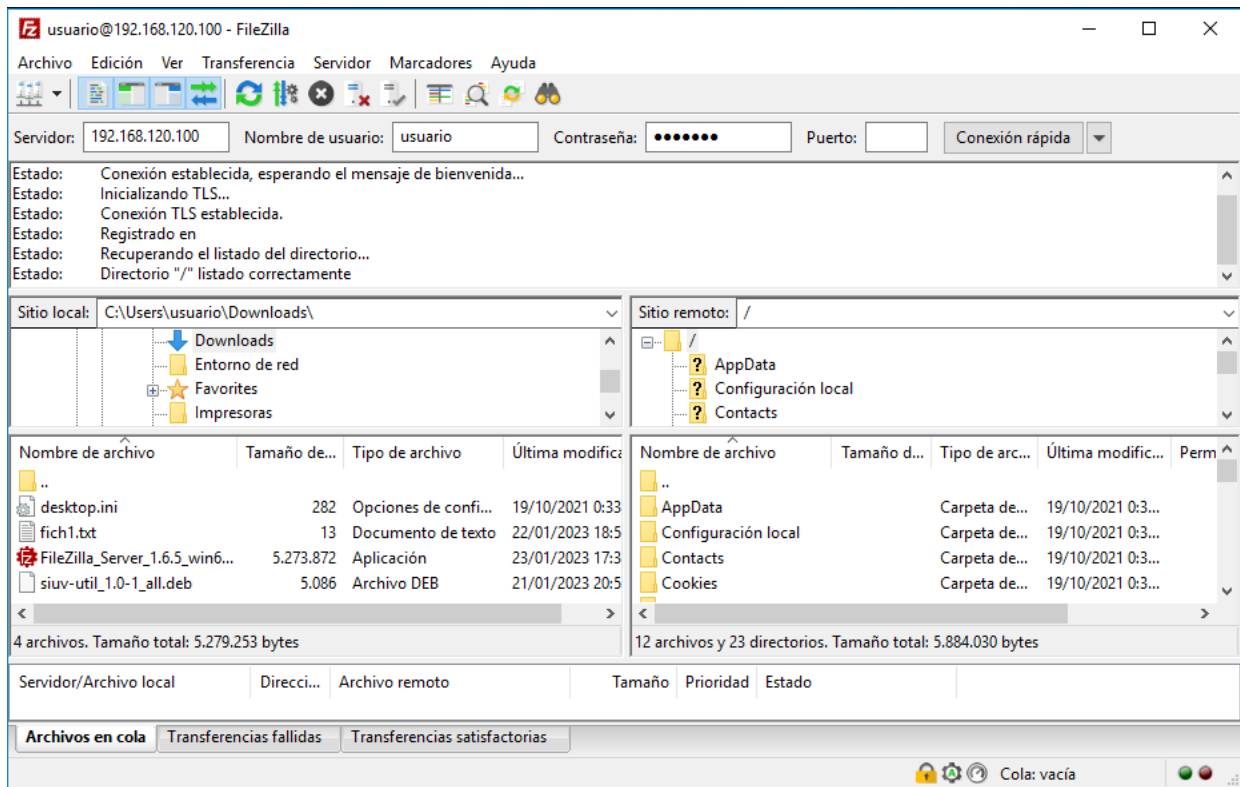 usuario@192.168.120.100 - FileZilla
Archivo Edición Ver Transferencia Servidor Marcadores Ayuda
Servidor: 192.168.120.100 Nombre de usuario: usuario Contraseña: ●●●●●●● Puerto: Conexión rápida
Estado: Conexión establecida, esperando el mensaje de bienvenida...
Estado: Inicializando TLS...
Estado: Conexión TLS establecida.
Estado: Registrado en
Estado: Recuperando el listado del directorio...
Estado: Directorio "/" listado correctamente
Sitio local: C:\Users\usuario\Downloads\
Downloads
Entorno de red
Favorites
Impresoras
Sitio remoto: /
/
? AppData
? Configuración local
? Contacts
Nombre de archivo Tamaño de... Tipo de archivo Última modifica
..
desktop.ini 282 Opciones de confi... 19/10/2021 0:33
fich1.txt 13 Documento de texto 22/01/2023 18:5
FileZilla_Server_1.6.5_win6... 5.273.872 Aplicación 23/01/2023 17:3
siuv-util_1.0-1_all.deb 5.086 Archivo DEB 21/01/2023 20:5
4 archivos. Tamaño total: 5.279.253 bytes
Nombre de archivo Tamaño d... Tipo de arc... Última modific... Perm
..
AppData Carpeta de... 19/10/2021 0:3...
Configuración local Carpeta de... 19/10/2021 0:3...
Contacts Carpeta de... 19/10/2021 0:3...
Cookies Carpeta de... 19/10/2021 0:3...
12 archivos y 23 directorios. Tamaño total: 5.884.030 bytes
Servidor/Archivo local Direcci... Archivo remoto Tamaño Prioridad Estado
Archivos en cola Transferencias fallidas Transferencias satisfactorias
Cola: vacía